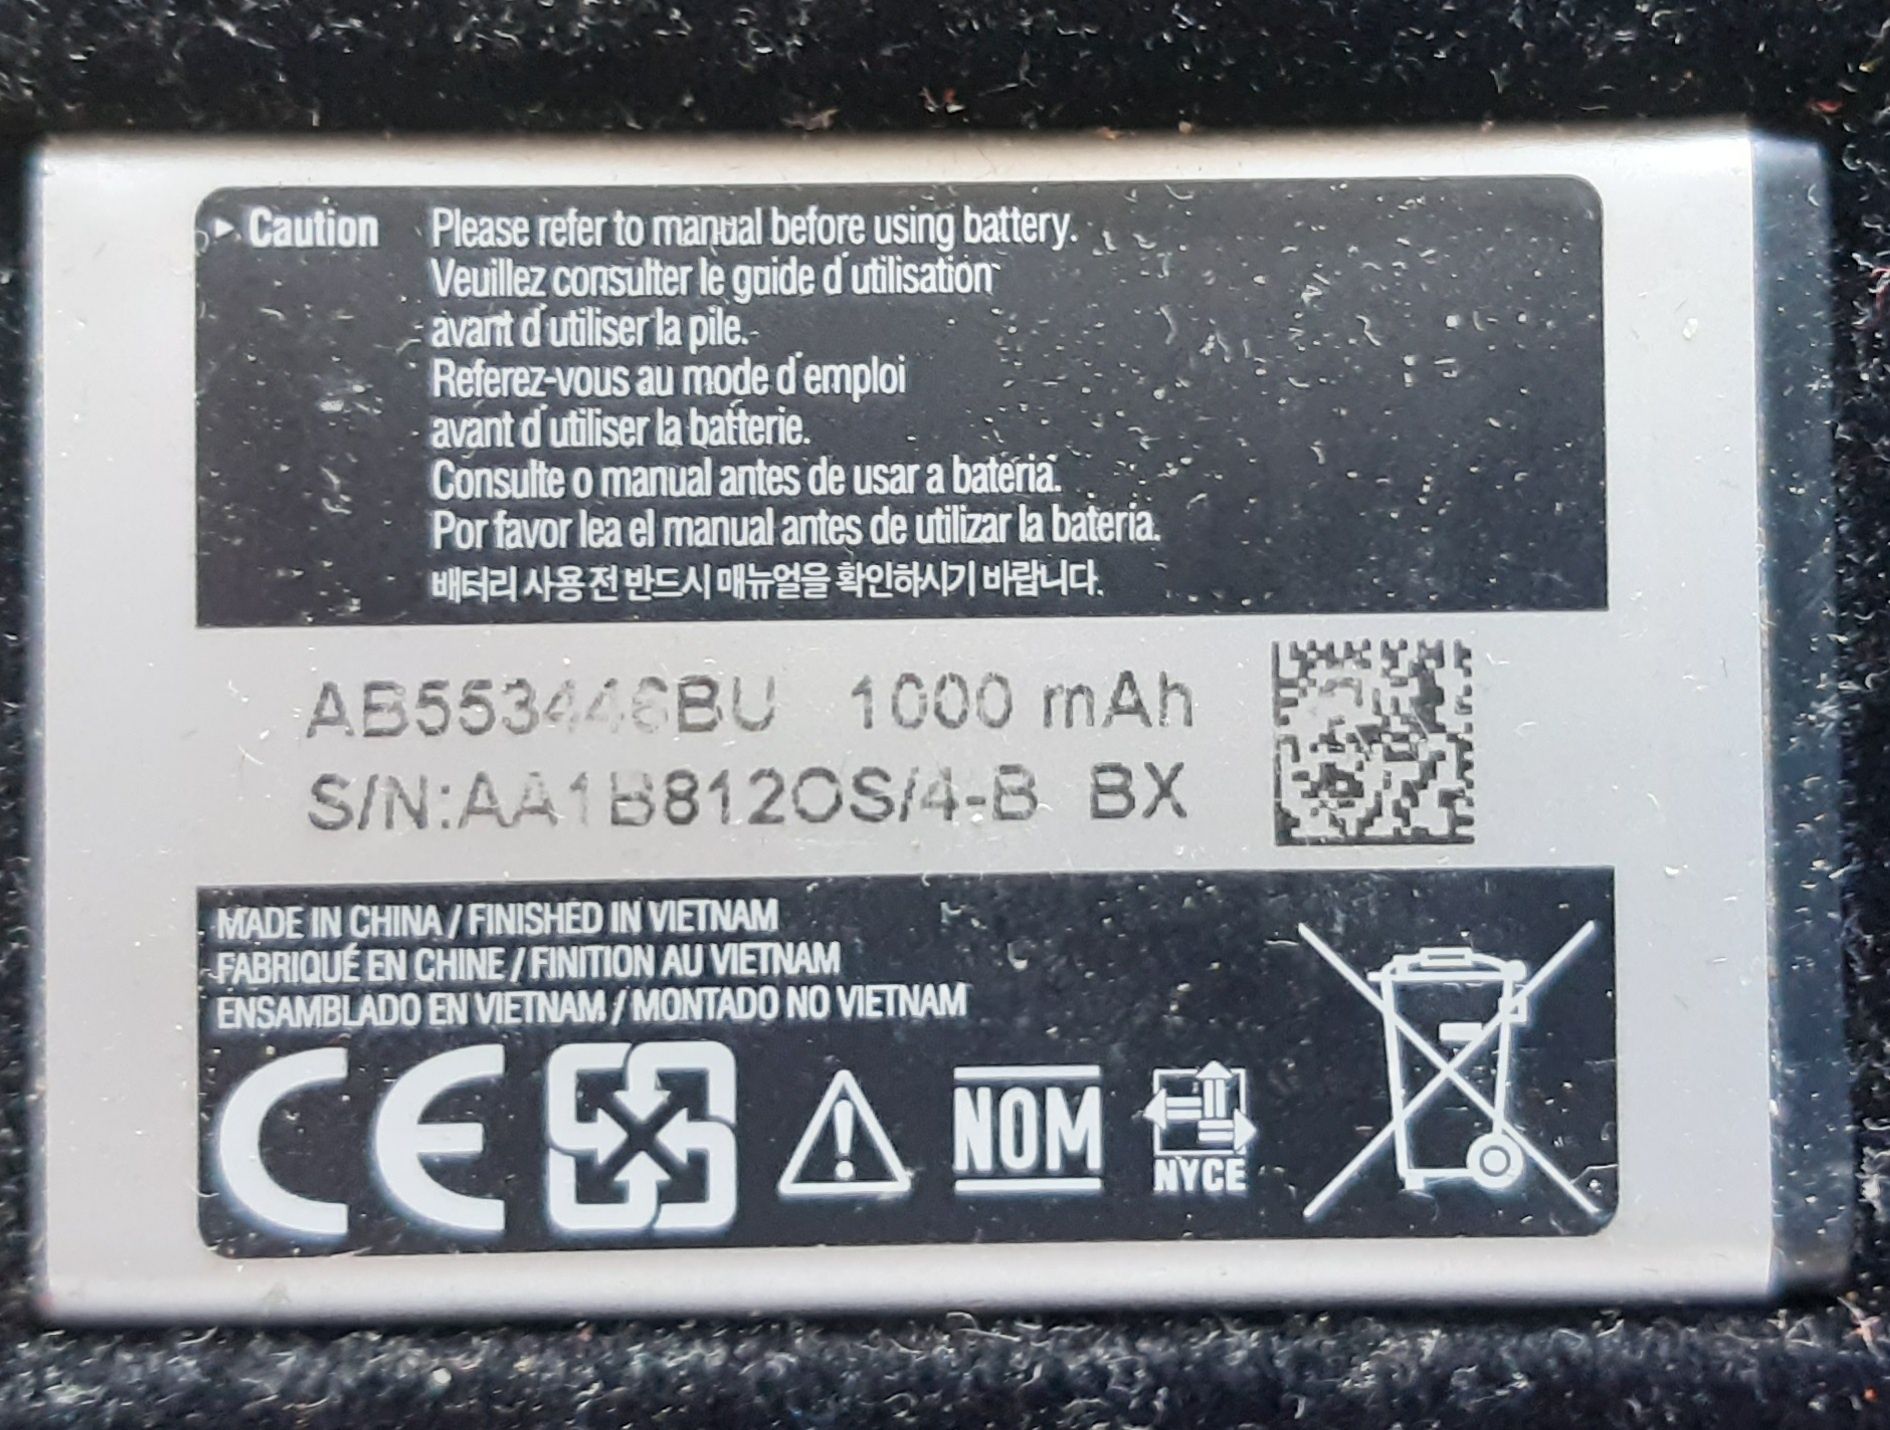 ▸ Caution Please refer to manual before using battery.
Veuillez consulter le guide d'utilisation
avant d'utiliser la pile.
Referez-vous au mode d'emploi
avant d'utiliser la batterie.
Consulte o manual antes de usar a bateria.
Por favor lea el manual antes de utilizar la bateria.
배터리 사용 전 반드시 매뉴얼을 확인하시기 바랍니다.
AB553446BU 1000 mAh
S/N:AA1B812OS/4-B BX
MADE IN CHINA / FINISHED IN VIETNAM
FABRIQUÉ EN CHINE / FINITION AU VIETNAM
ENSAMBLADO EN VIETNAM / MONTADO NO VIETNAM
CE NOM NYCE